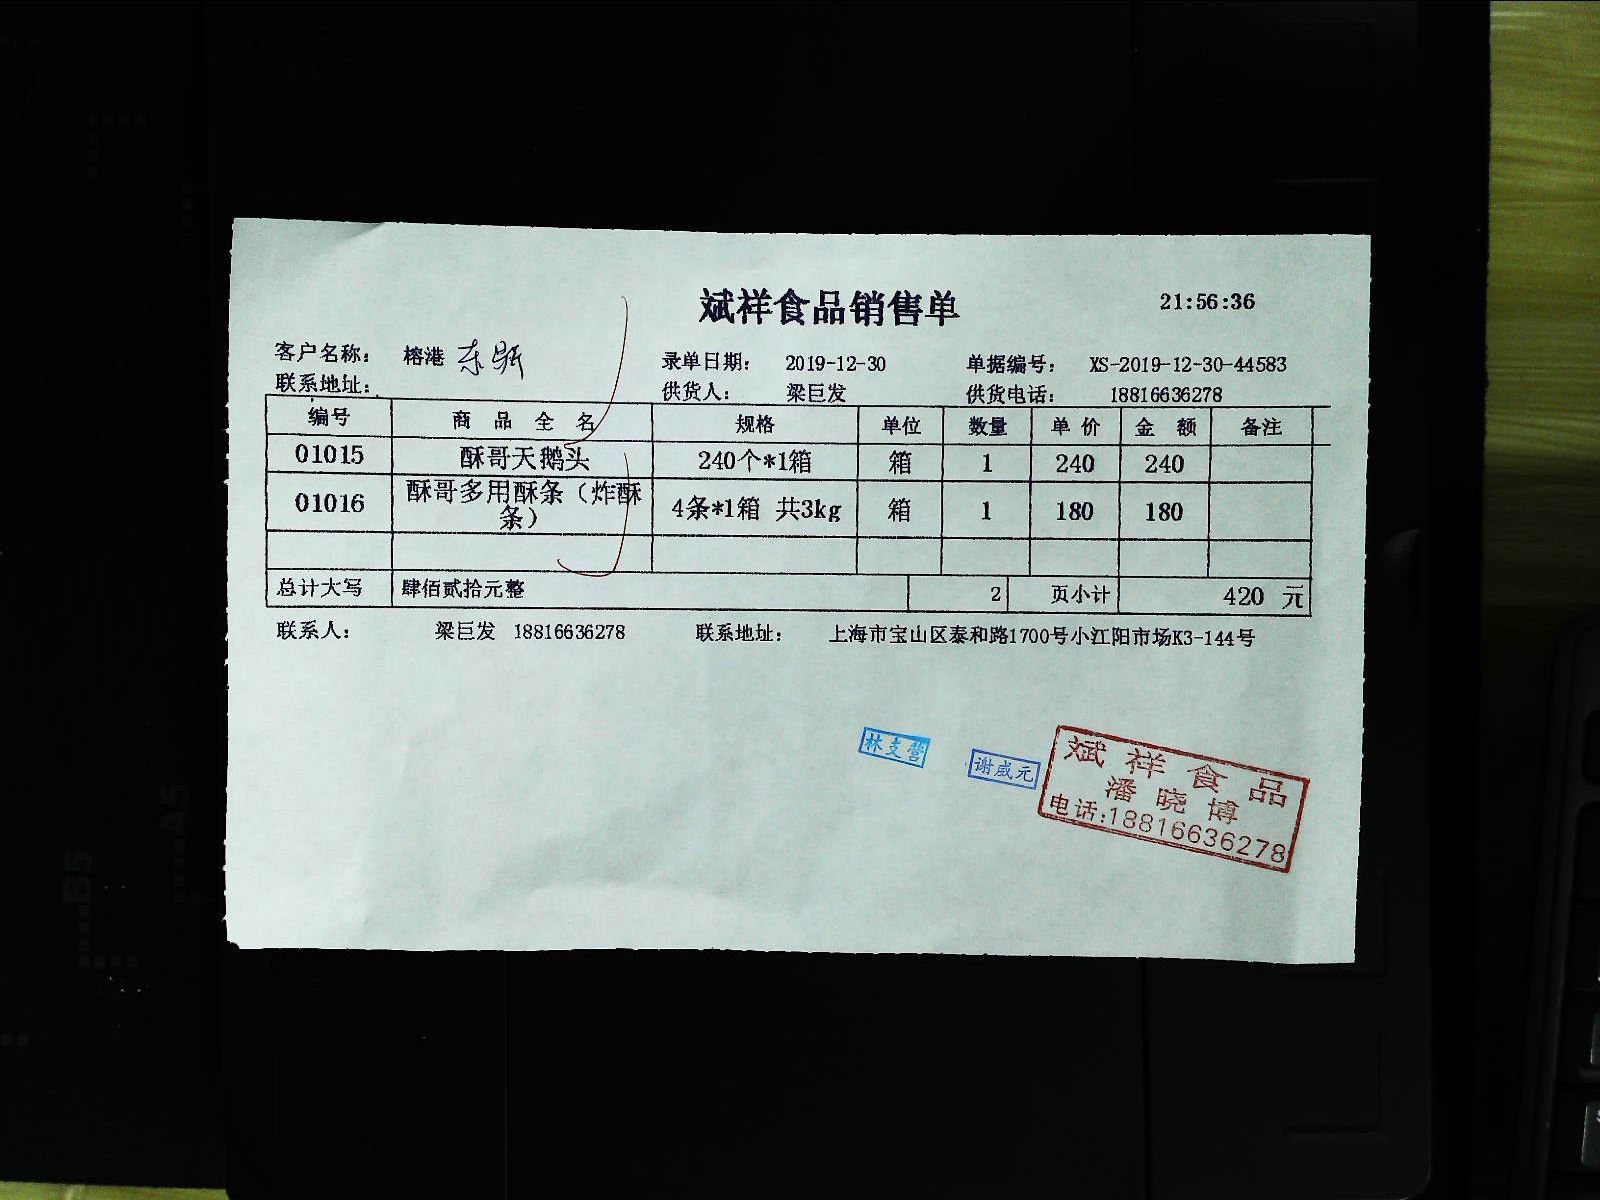 斌祥食品销售单 21:56:36
客户名称： 榕港 录单日期： 2019-12-30 单据编号： XS-2019-12-30-44583
联系地址： 供货人： 梁巨发 供货电话： 18816636278
编号 商 品 全 名 规格 单位 数量 单 价 金 额 备注
01015 酥哥天鹅头 240个*1箱 箱 1 240 240
01016 酥哥多用酥条（炸酥条） 4条*1箱 共3kg 箱 1 180 180
总计大写 肆佰贰拾元整 2 页小计 420 元
联系人： 梁巨发 18816636278 联系地址： 上海市宝山区泰和路1700号小江阳市场K3-144号
林支营
谢成元
斌祥食品
潘晓博
电话:18816636278
B5
A5